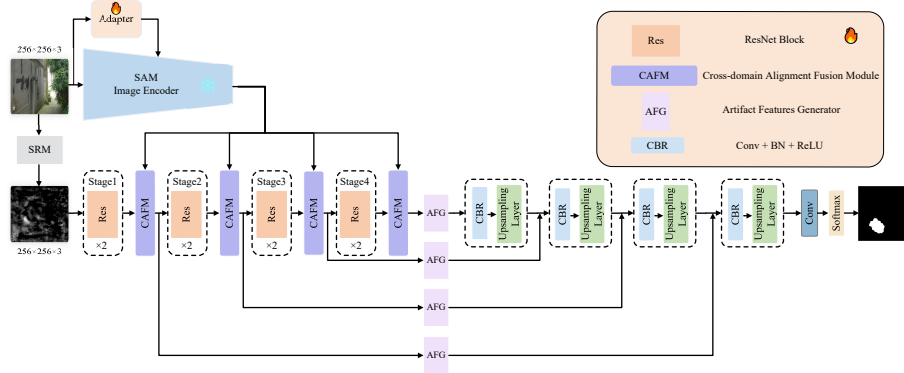 Adapter
256×256×3
SAM
Image Encoder
SRM
256×256×3
Stage1
Res
×2
CAFM
Stage2
Res
×2
CAFM
Stage3
Res
×2
CAFM
Stage4
Res
×2
CAFM
AFG
AFG
AFG
AFG
CBR
Upsampling
Layer
CBR
Upsampling
Layer
CBR
Upsampling
Layer
CBR
Upsampling
Layer
Conv
Softmax
Res
ResNet Block
CAFM
Cross-domain Alignment Fusion Module
AFG
Artifact Features Generator
CBR
Conv + BN + ReLU